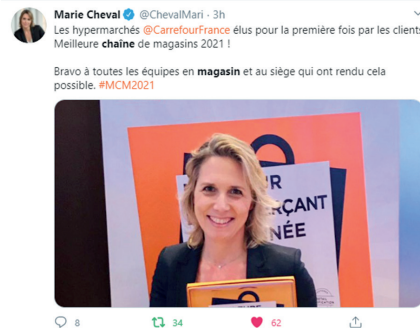 Marie Cheval @ChevalMari · 3h
Les hypermarchés @CarrefourFrance élus pour la première fois par les clients
Meilleure chaîne de magasins 2021 !
Bravo à toutes les équipes en magasin et au siège qui ont rendu cela
possible. #MCM2021
UR
ERÇANT
NÉE
8 34 62